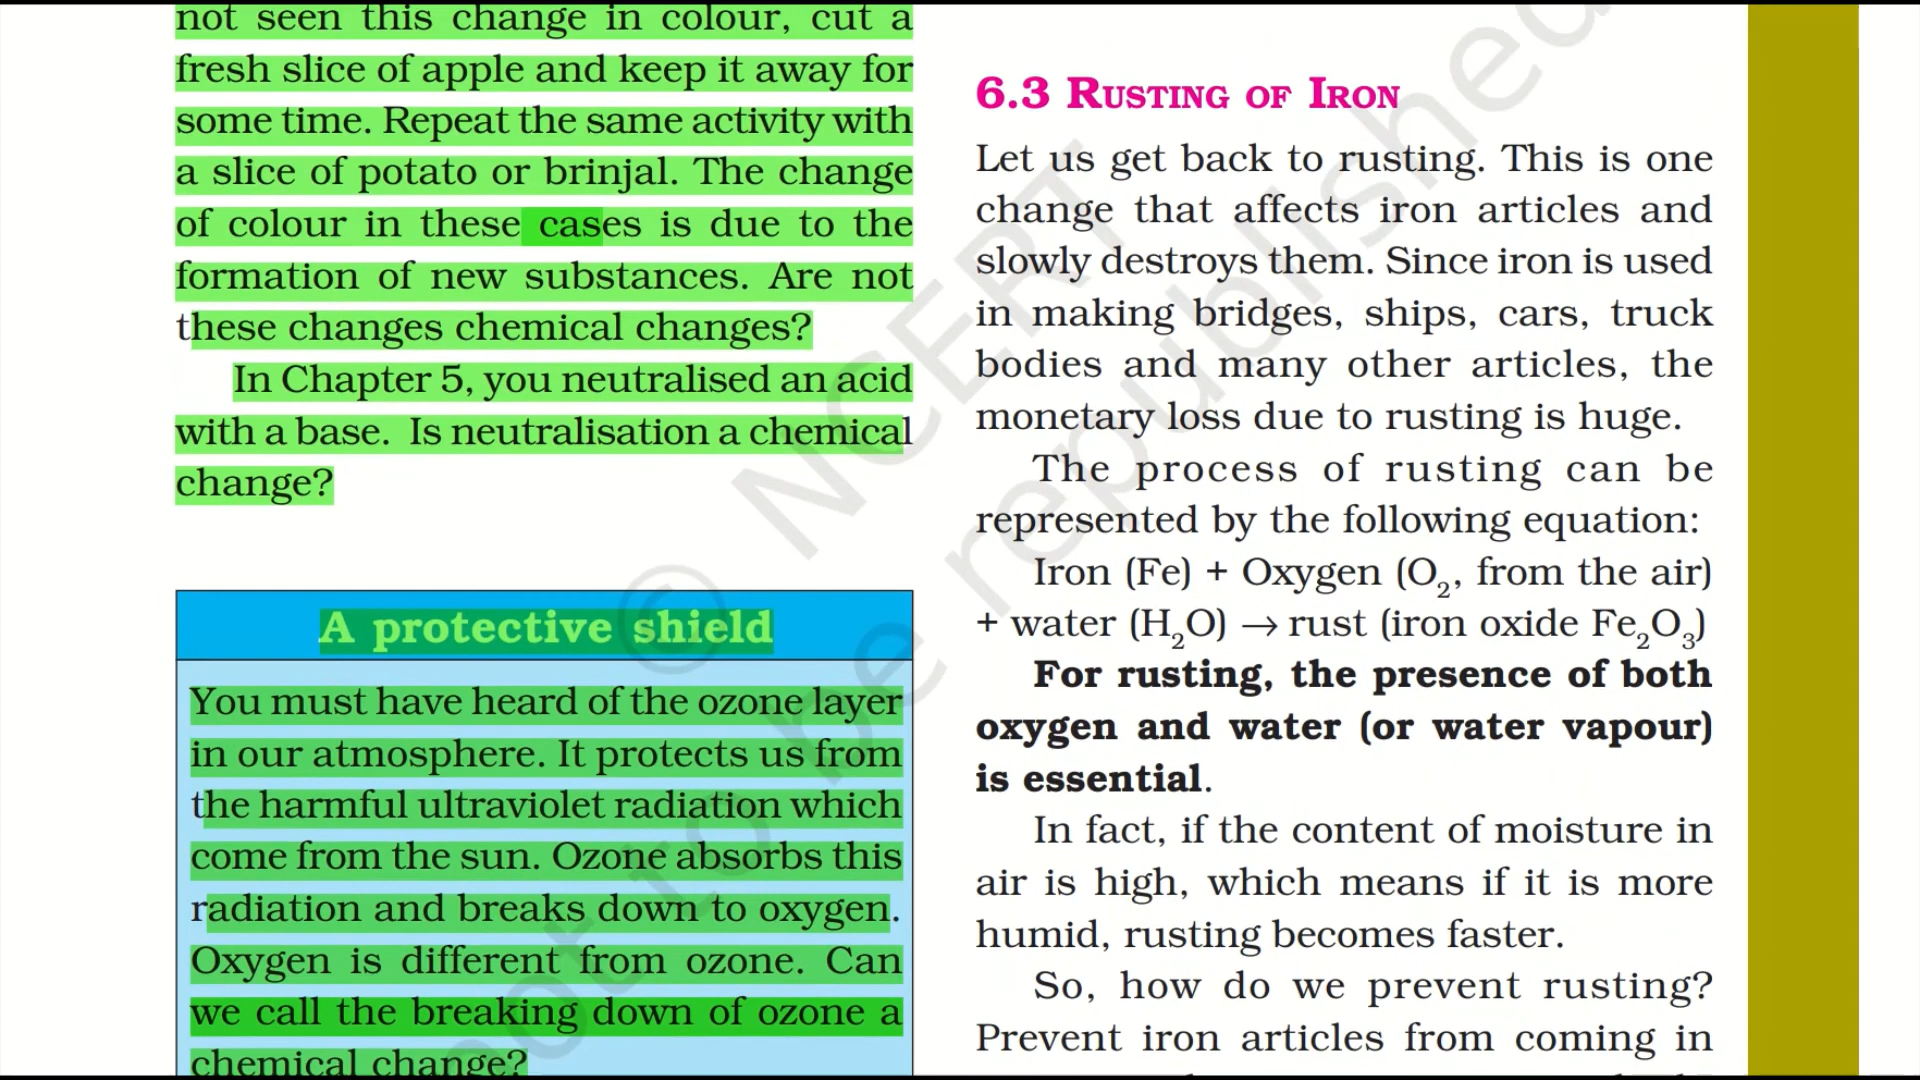 not seen this change in colour, cut a
fresh slice of apple and keep it away for
some time. Repeat the same activity with
a slice of potato or brinjal. The change
of colour in these cases is due to the
formation of new substances. Are not
these changes chemical changes?
In Chapter 5, you neutralised an acid
with a base. Is neutralisation a chemical
change?
A protective shield
You must have heard of the ozone layer
in our atmosphere. It protects us from
the harmful ultraviolet radiation which
come from the sun. Ozone absorbs this
radiation and breaks down to oxygen.
Oxygen is different from ozone. Can
we call the breaking down of ozone a
chemical change?
6.3 RUSTING OF IRON
Let us get back to rusting. This is one
change that affects iron articles and
slowly destroys them. Since iron is used
in making bridges, ships, cars, truck
bodies and many other articles, the
monetary loss due to rusting is huge.
The process of rusting can be
represented by the following equation:
Iron (Fe) + Oxygen (O₂, from the air)
+ water (H₂O) → rust (iron oxide Fe₂O₃)
For rusting, the presence of both
oxygen and water (or water vapour)
is essential.
In fact, if the content of moisture in
air is high, which means if it is more
humid, rusting becomes faster.
So, how do we prevent rusting?
Prevent iron articles from coming in
© NCERT
not to be republished